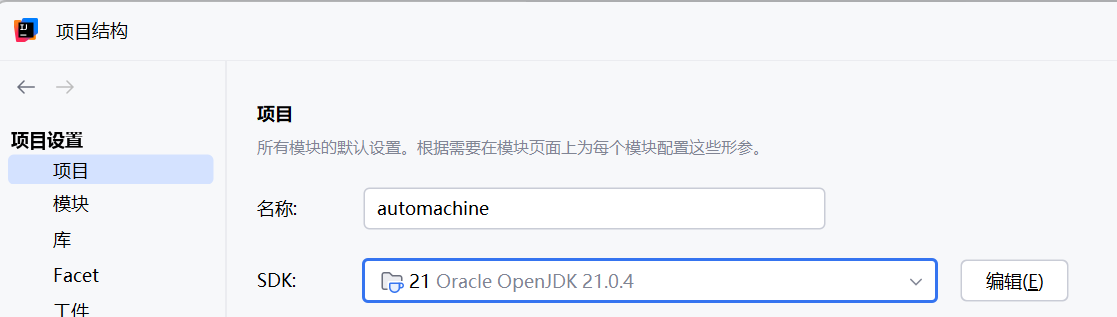 项目结构
项目设置
项目
模块
库
Facet
工件
项目
所有模块的默认设置。根据需要在模块页面上为每个模块配置这些形参。
名称: automachine
SDK: 21 Oracle OpenJDK 21.0.4 编辑(E)